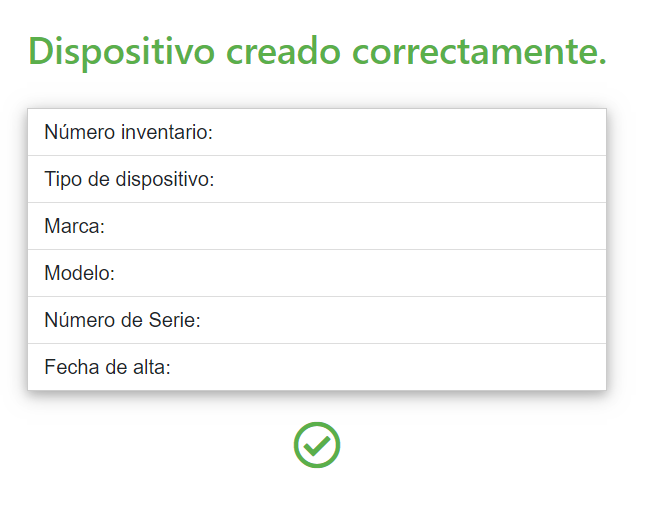 Dispositivo creado correctamente.
Número inventario:
Tipo de dispositivo:
Marca:
Modelo:
Número de Serie:
Fecha de alta: